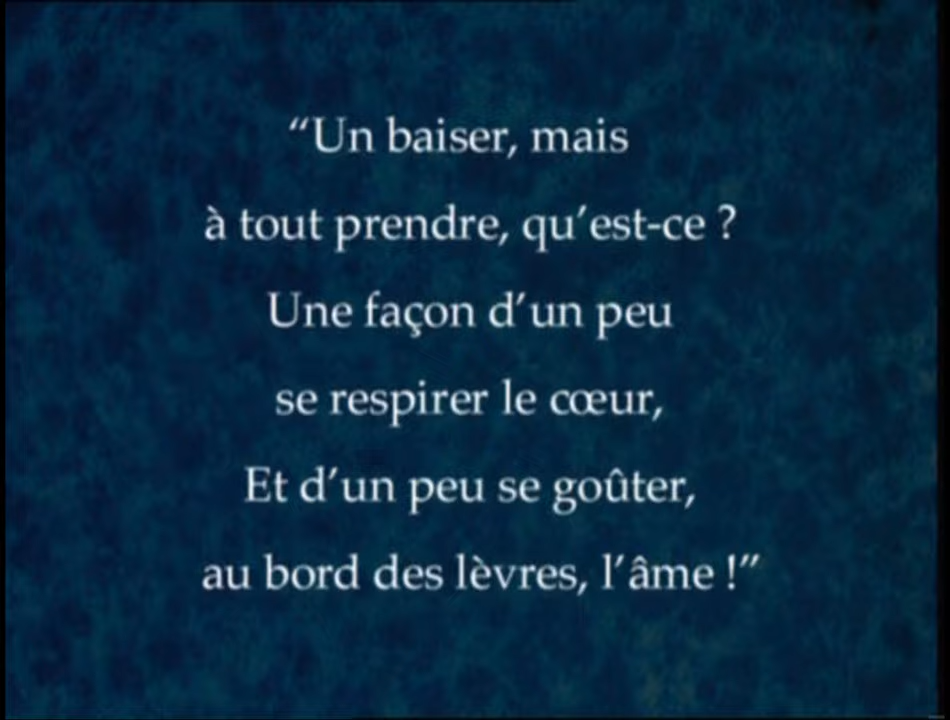 “Un baiser, mais
à tout prendre, qu’est-ce ?
Une façon d’un peu
se respirer le cœur,
Et d’un peu se goûter,
au bord des lèvres, l’âme !”